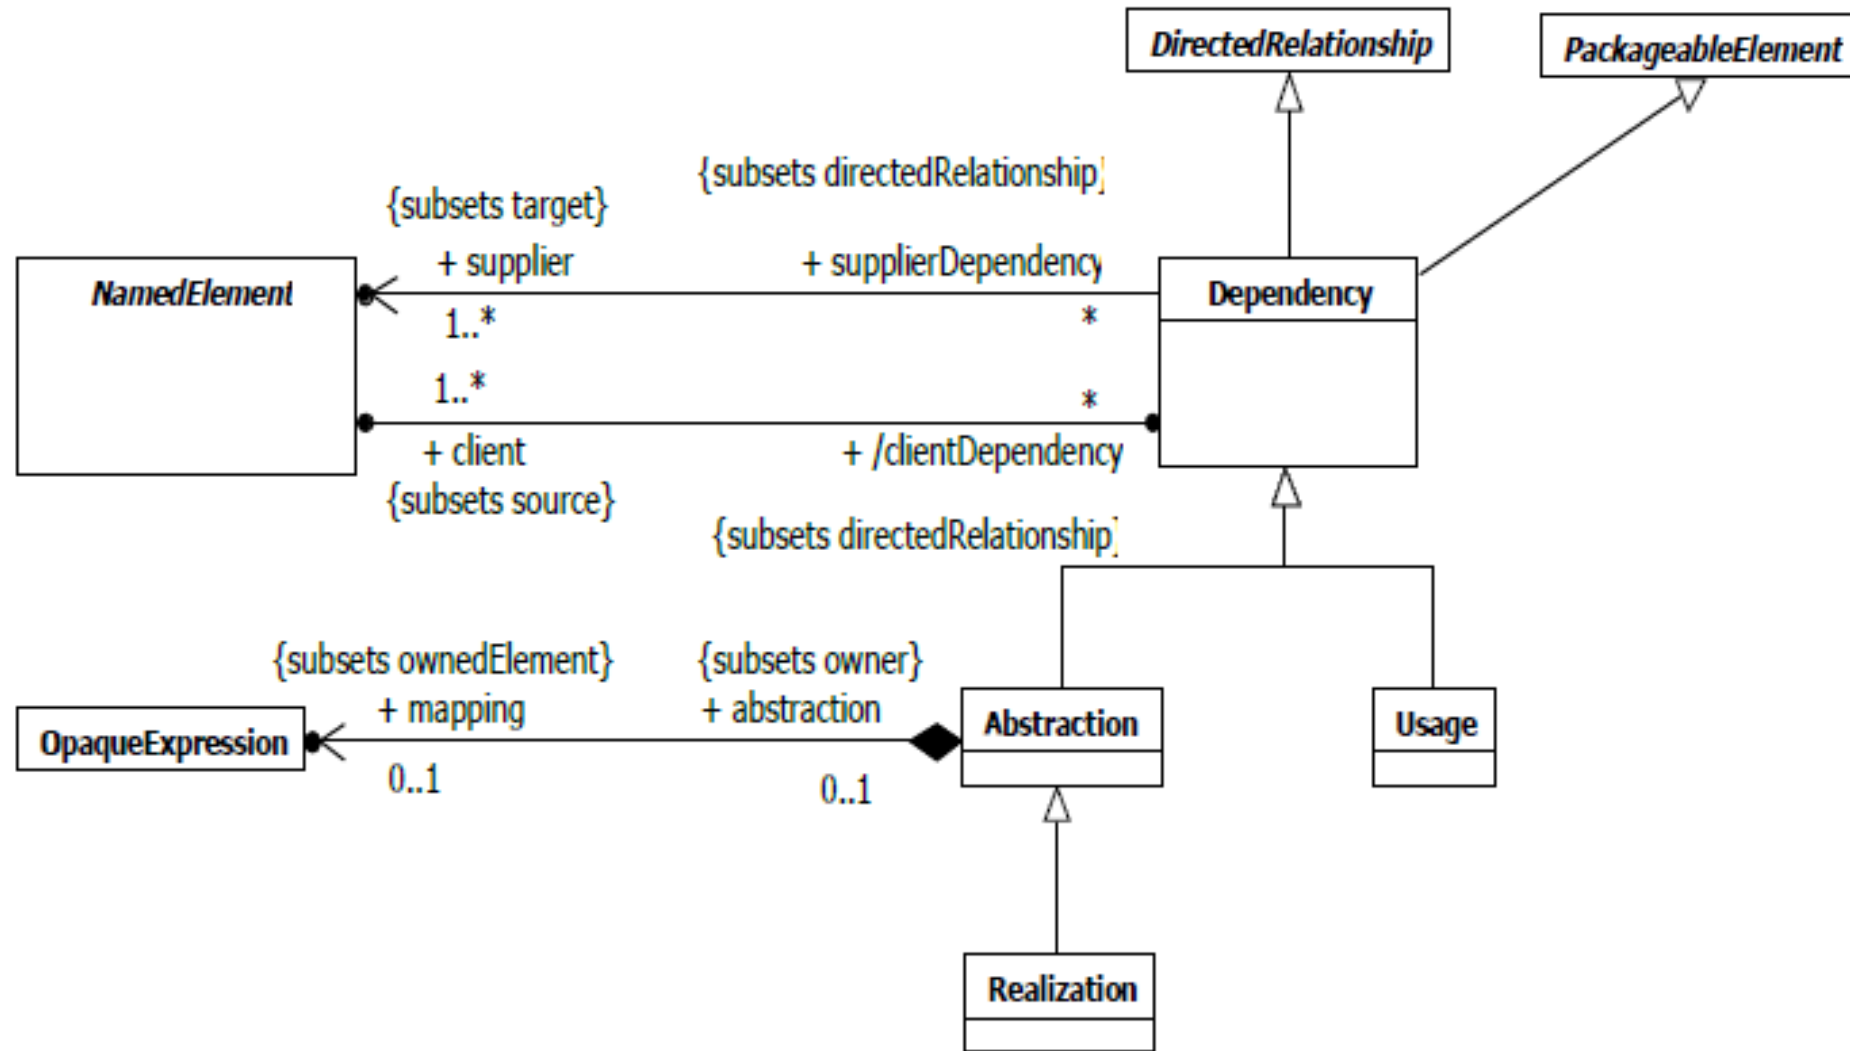 DirectedRelationship
PackageableElement
{subsets directedRelationship}
{subsets target}
+ supplier
+ supplierDependency
NamedElement
Dependency
1..*
*
1..*
*
+ client
+ /clientDependency
{subsets source}
{subsets directedRelationship}
{subsets ownedElement}
{subsets owner}
+ mapping
+ abstraction
Abstraction
Usage
OpaqueExpression
0..1
0..1
Realization